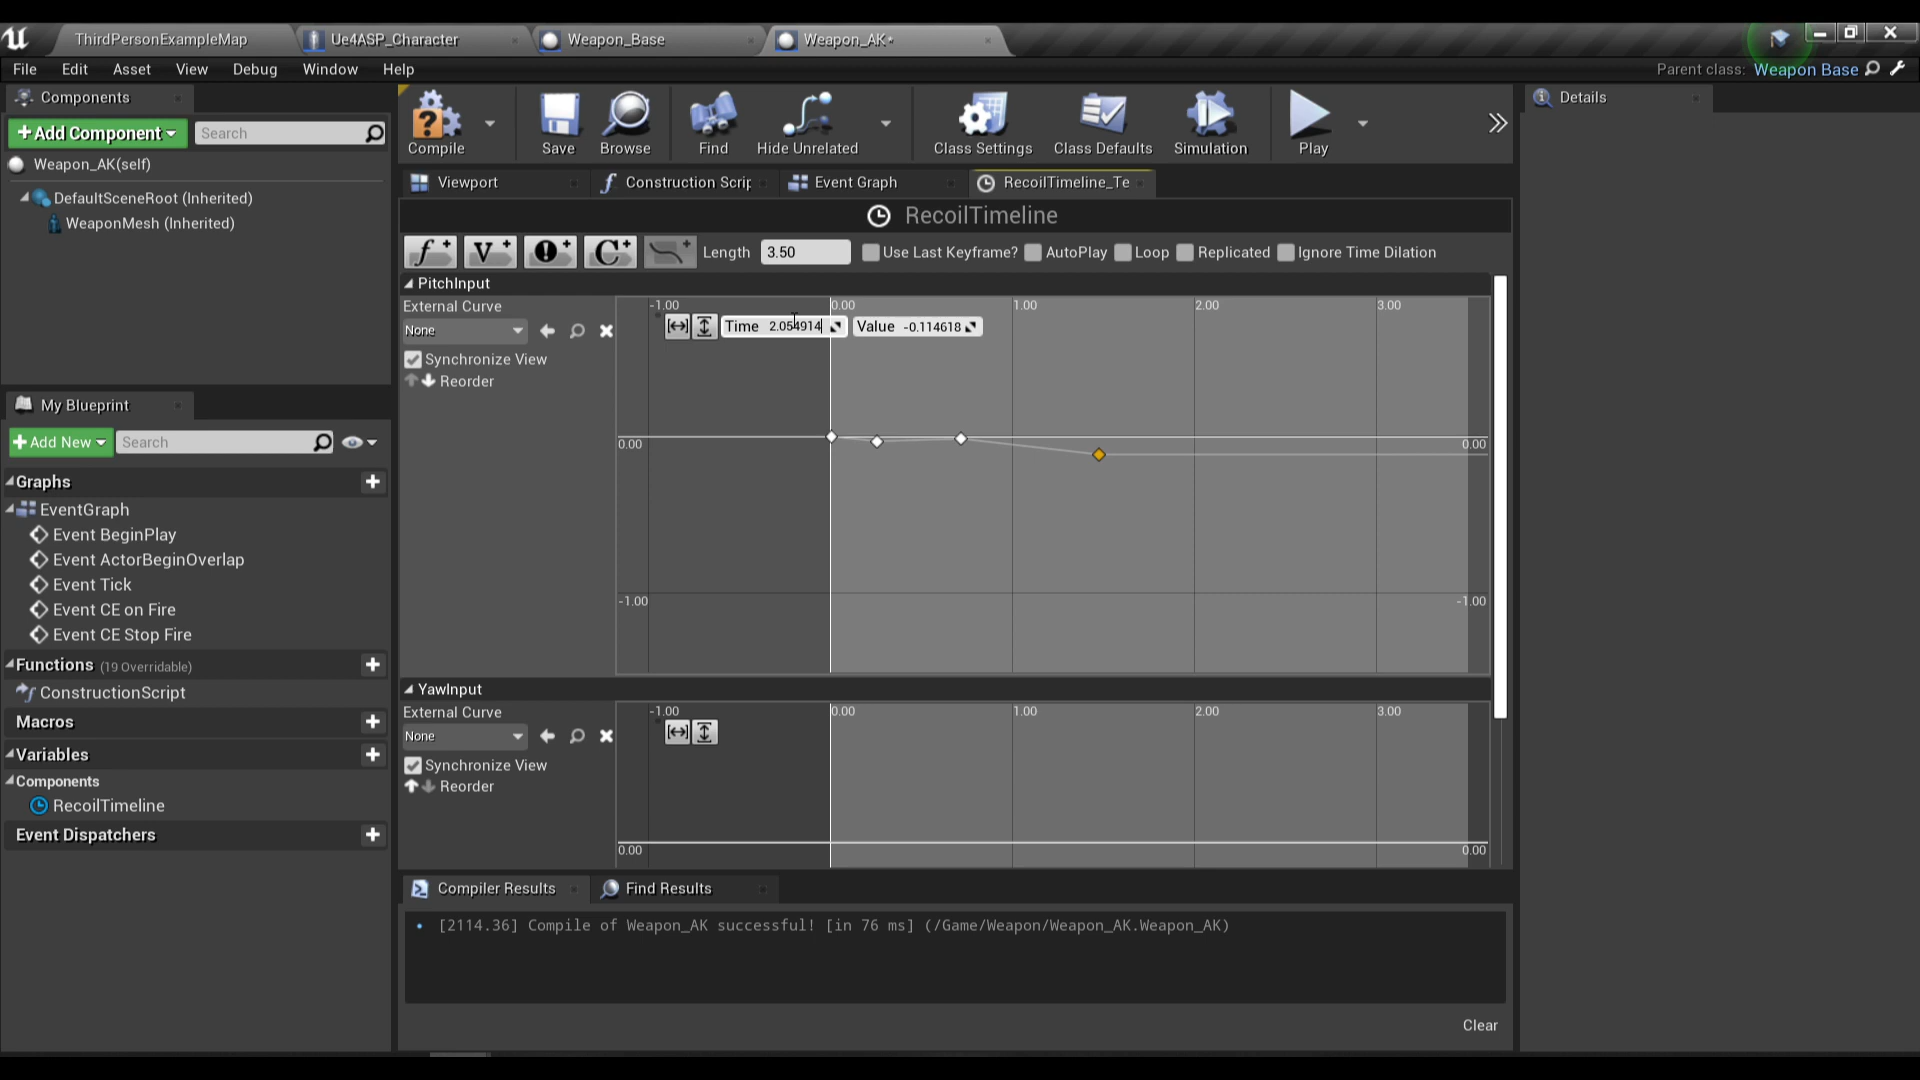 ThirdPersonExampleMap
Ue4ASP_Character
Weapon_Base
Weapon_AK*
File Edit Asset View Debug Window Help
Parent class: Weapon Base
Components
+Add Component
Search
Weapon_AK(self)
DefaultSceneRoot (Inherited)
WeaponMesh (Inherited)
My Blueprint
+Add New
Search
Graphs
EventGraph
Event BeginPlay
Event ActorBeginOverlap
Event Tick
Event CE on Fire
Event CE Stop Fire
Functions (19 Overridable)
ConstructionScript
Macros
Variables
Components
RecoilTimeline
Event Dispatchers
Compile
Save
Browse
Find
Hide Unrelated
Class Settings
Class Defaults
Simulation
Play
Viewport
Construction Scrip
Event Graph
RecoilTimeline_Te
RecoilTimeline
f+ V+ !+ C+
Length 3.50 Use Last Keyframe? AutoPlay Loop Replicated Ignore Time Dilation
PitchInput
External Curve
None
Synchronize View
Reorder
-1.00 0.00 1.00 2.00 3.00
Time 2.054914 Value -0.114618
0.00 0.00
-1.00 -1.00
YawInput
External Curve
None
Synchronize View
Reorder
-1.00 0.00 1.00 2.00 3.00
0.00 0.00
Compiler Results
Find Results
[2114.36] Compile of Weapon_AK successful! [in 76 ms] (/Game/Weapon/Weapon_AK.Weapon_AK)
Clear
Details